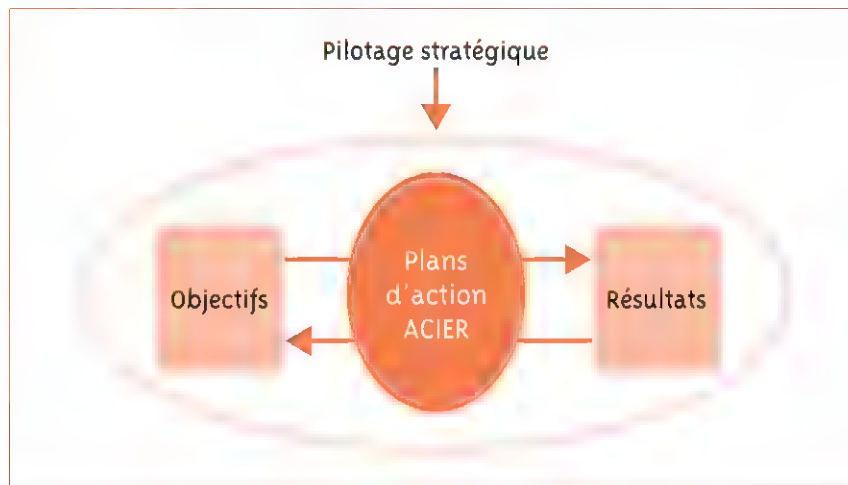 Pilotage stratégique
Objectifs
Plans
d'action
ACIER
Résultats